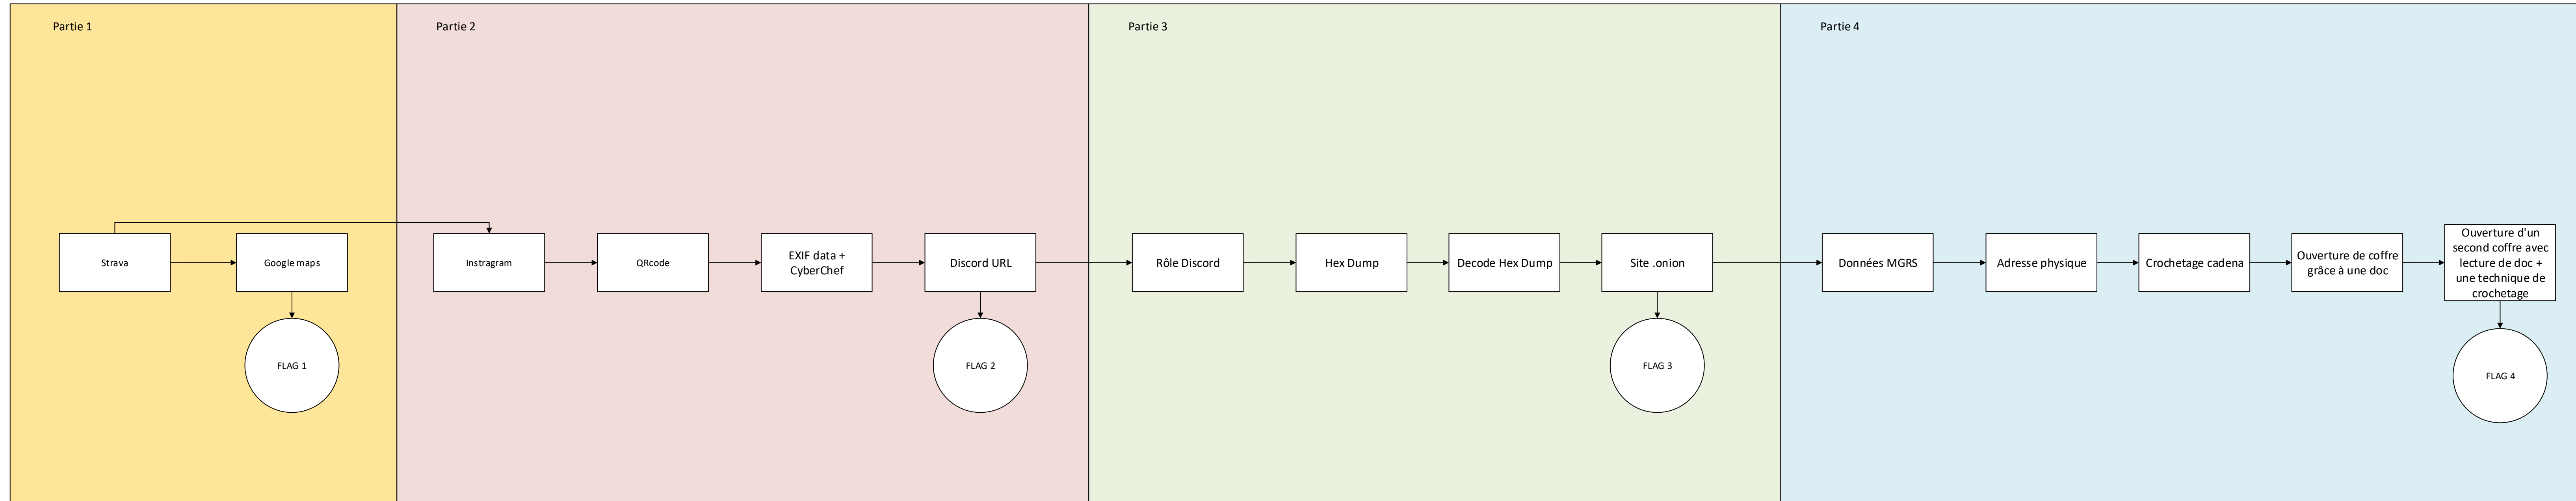 Partie 1
Partie 2
Partie 3
Partie 4
Strava
Google maps
Instragram
QRcode
EXIF data +
CyberChef
Discord URL
Rôle Discord
Hex Dump
Decode Hex Dump
Site .onion
Données MGRS
Adresse physique
Crochetage cadena
Ouverture de coffre
grâce à une doc
Ouverture d'un
second coffre avec
lecture de doc +
une technique de
crochetage
FLAG 1
FLAG 2
FLAG 3
FLAG 4